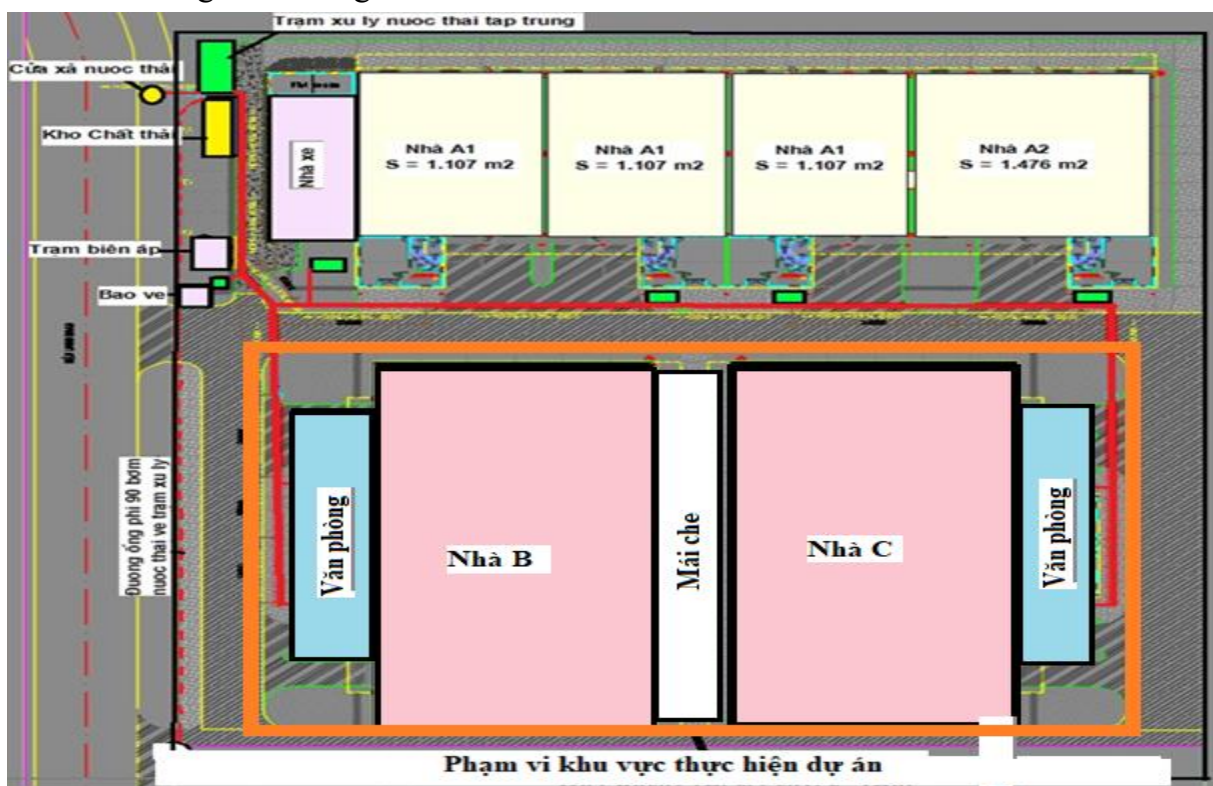 Trạm xu ly nuoc thai tap trung
Cửa xả nuoc thải
Kho Chất thải
Nhà xe
Nhà A1
S = 1.107 m2
Nhà A1
S = 1.107 m2
Nhà A1
S = 1.107 m2
Nhà A2
S = 1.476 m2
Trạm biên áp
Bao ve
Đuong ống phi 90 bơm
nuoc thai ve trạm xu ly
Văn phòng
Nhà B
Mái che
Nhà C
Văn phòng
Phạm vi khu vực thực hiện dự án